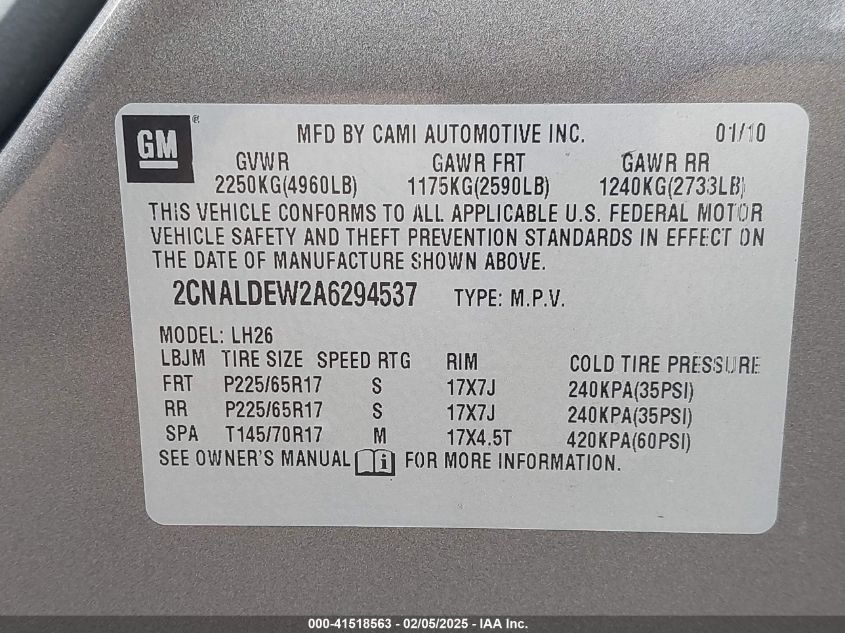 GM ® MFD BY CAMI AUTOMOTIVE INC. 01/10
GVWR GAWR FRT GAWR RR
2250KG(4960LB) 1175KG(2590LB) 1240KG(2733LB)
THIS VEHICLE CONFORMS TO ALL APPLICABLE U.S. FEDERAL MOTOR
VEHICLE SAFETY AND THEFT PREVENTION STANDARDS IN EFFECT ON
THE DATE OF MANUFACTURE SHOWN ABOVE.
2CNALDEW2A6294537 TYPE: M.P.V.
MODEL: LH26
LBJM TIRE SIZE SPEED RTG RIM COLD TIRE PRESSURE
FRT P225/65R17 S 17X7J 240KPA(35PSI)
RR P225/65R17 S 17X7J 240KPA(35PSI)
SPA T145/70R17 M 17X4.5T 420KPA(60PSI)
SEE OWNER'S MANUAL i FOR MORE INFORMATION.
000-41518563 - 02/05/2025 - IAA Inc.